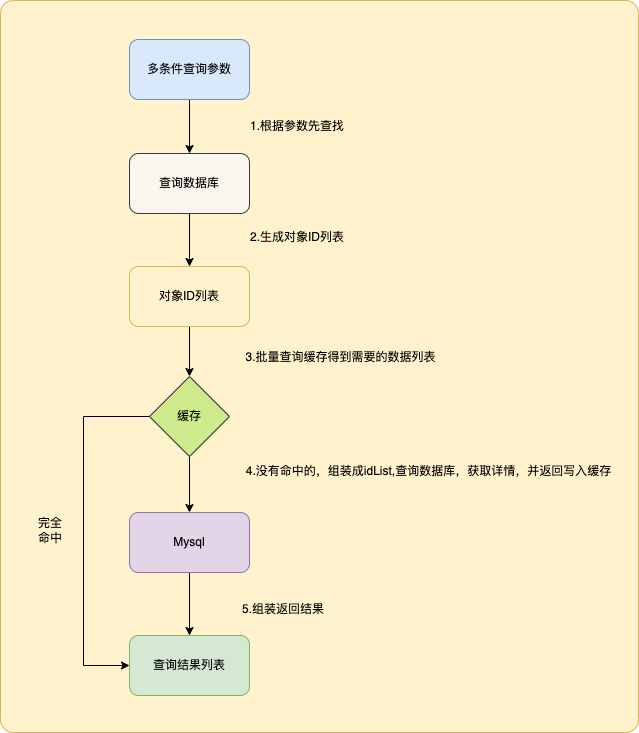 多条件查询参数
1.根据参数先查找
查询数据库
2.生成对象ID列表
对象ID列表
3.批量查询缓存得到需要的数据列表
缓存
4.没有命中的，组装成idList,查询数据库，获取详情，并返回写入缓存
完全
命中
Mysql
5.组装返回结果
查询结果列表